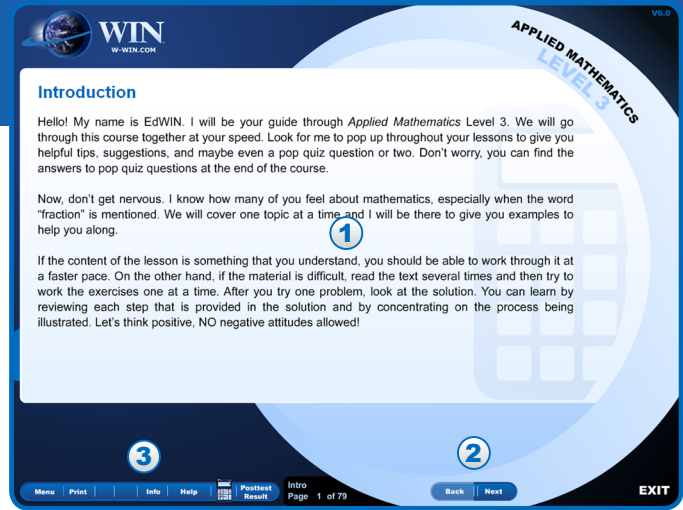 V6.0
WIN
W-WIN.COM
APPLIED MATHEMATICS
LEVEL 3
Introduction
Hello! My name is EdWIN. I will be your guide through Applied Mathematics Level 3. We will go
through this course together at your speed. Look for me to pop up throughout your lessons to give you
helpful tips, suggestions, and maybe even a pop quiz question or two. Don’t worry, you can find the
answers to pop quiz questions at the end of the course.
Now, don’t get nervous. I know how many of you feel about mathematics, especially when the word
“fraction” is mentioned. We will cover one topic at a time and I will be there to give you examples to
help you along.
1
If the content of the lesson is something that you understand, you should be able to work through it at
a faster pace. On the other hand, if the material is difficult, read the text several times and then try to
work the exercises one at a time. After you try one problem, look at the solution. You can learn by
reviewing each step that is provided in the solution and by concentrating on the process being
illustrated. Let’s think positive, NO negative attitudes allowed!
3
2
Menu Print Info Help
Posttest
Result
Intro
Page 1 of 79
Back Next
EXIT